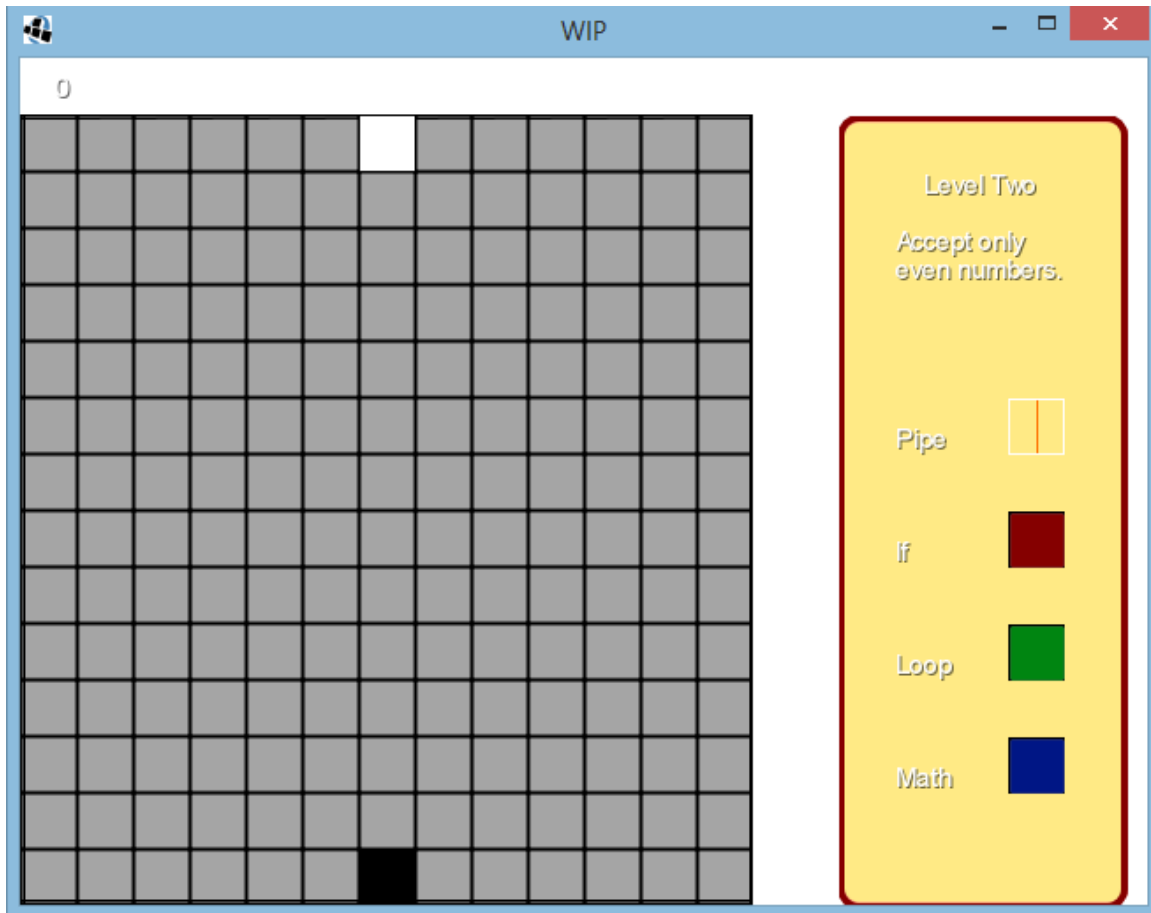 WIP
0
Level Two
Accept only
even numbers.
Pipe
If
Loop
Math